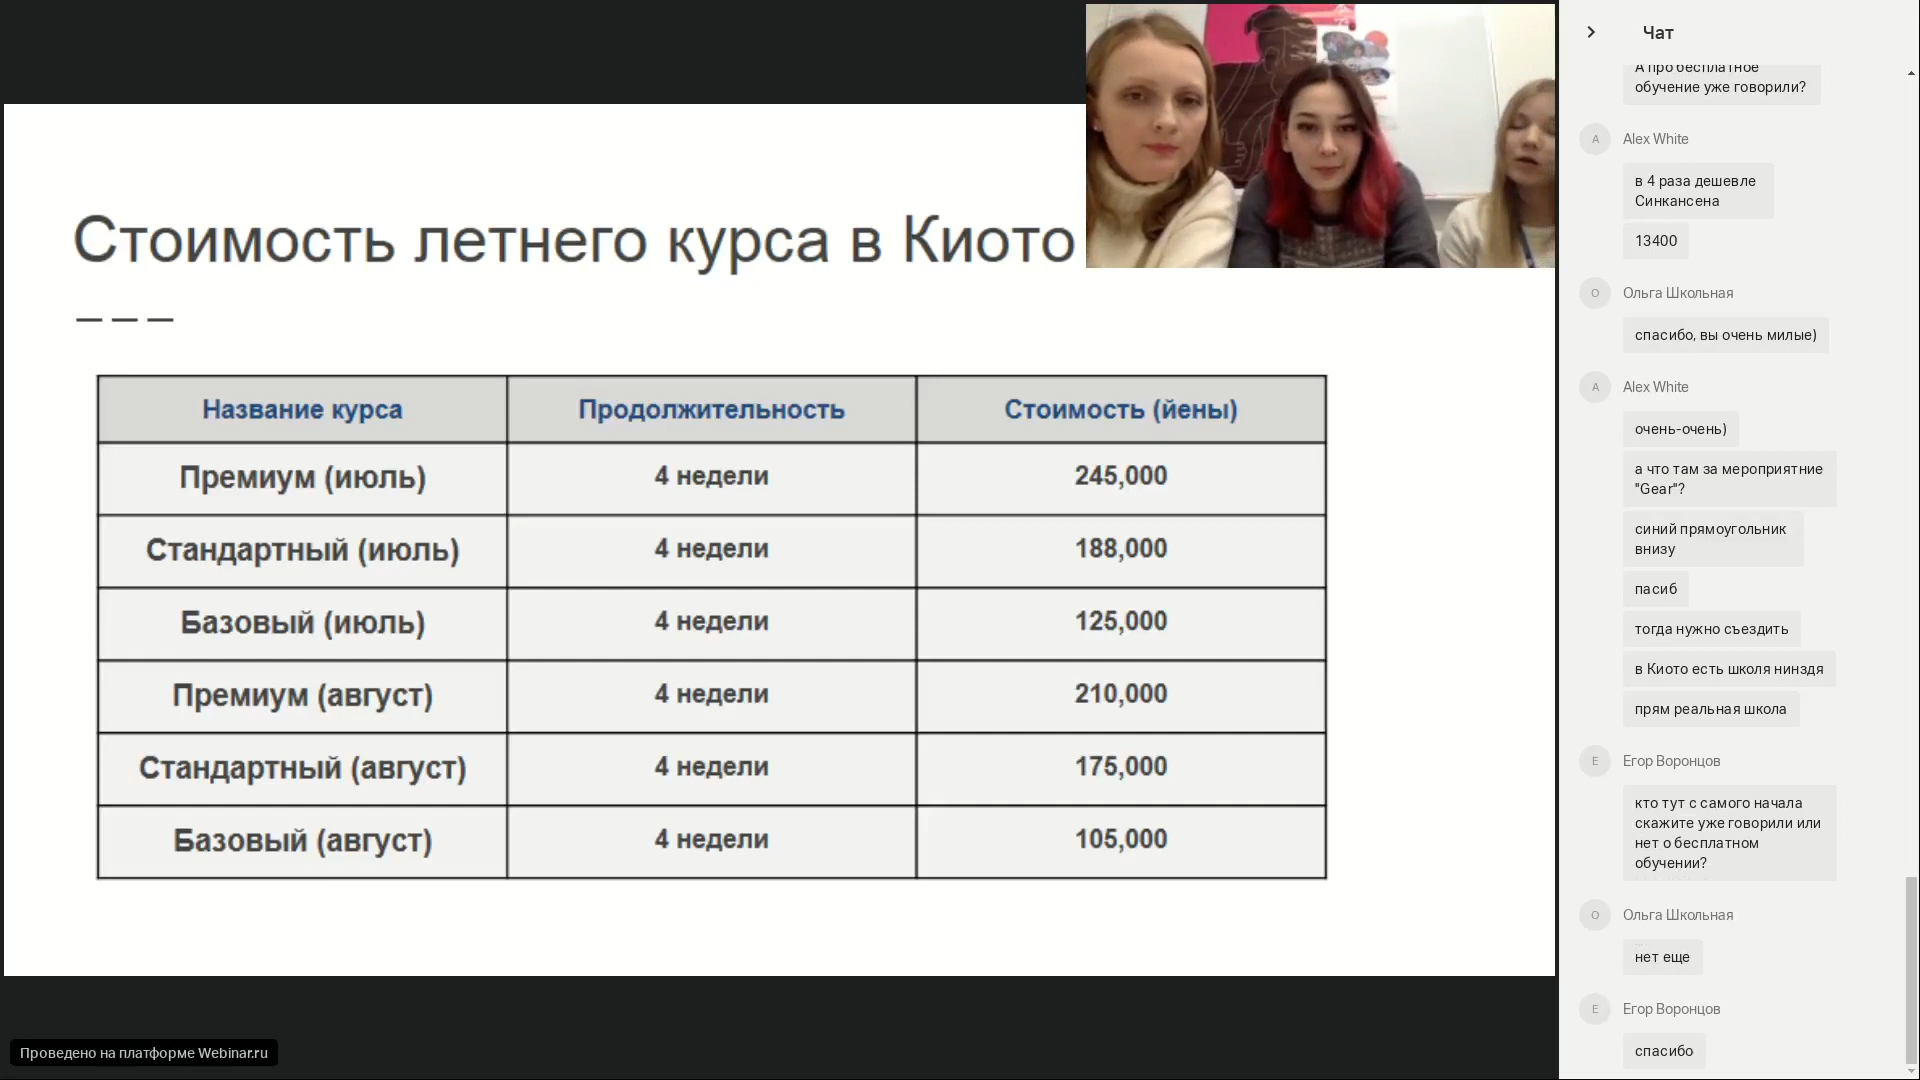 Стоимость летнего курса в Киото
Название курса Продолжительность Стоимость (йены)
Премиум (июль) 4 недели 245,000
Стандартный (июль) 4 недели 188,000
Базовый (июль) 4 недели 125,000
Премиум (август) 4 недели 210,000
Стандартный (август) 4 недели 175,000
Базовый (август) 4 недели 105,000
Проведено на платформе Webinar.ru
Чат
А про бесплатное
обучение уже говорили?
A
Alex White
в 4 раза дешевле
Синкансена
13400
О
Ольга Школьная
спасибо, вы очень милые)
A
Alex White
очень-очень)
а что там за мероприятние
"Gear"?
синий прямоугольник
внизу
пасиб
тогда нужно съездить
в Киото есть школя нинздя
прям реальная школа
Е
Егор Воронцов
кто тут с самого начала
скажите уже говорили или
нет о бесплатном
обучении?
О
Ольга Школьная
нет еще
Е
Егор Воронцов
спасибо